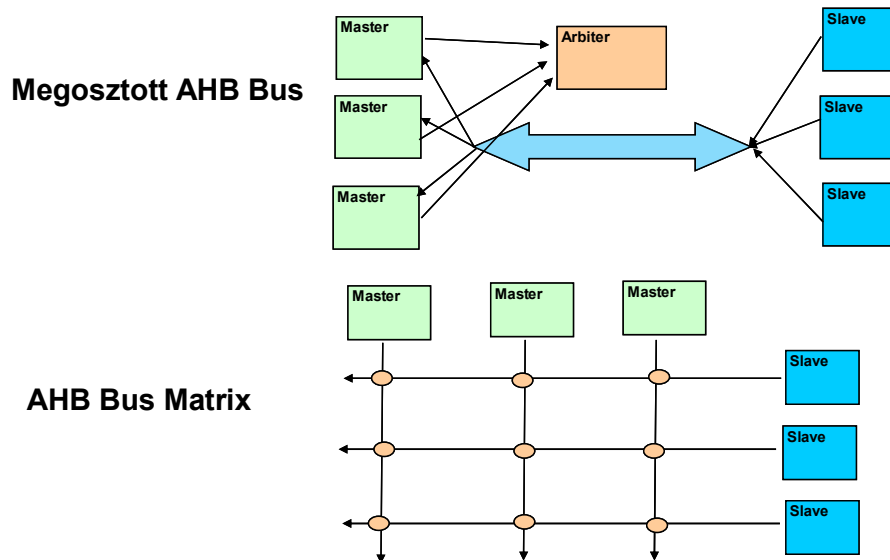 Master
Arbiter
Slave
Megosztott AHB Bus
Master
Slave
Master
Slave
Master
Master
Master
Slave
AHB Bus Matrix
Slave
Slave